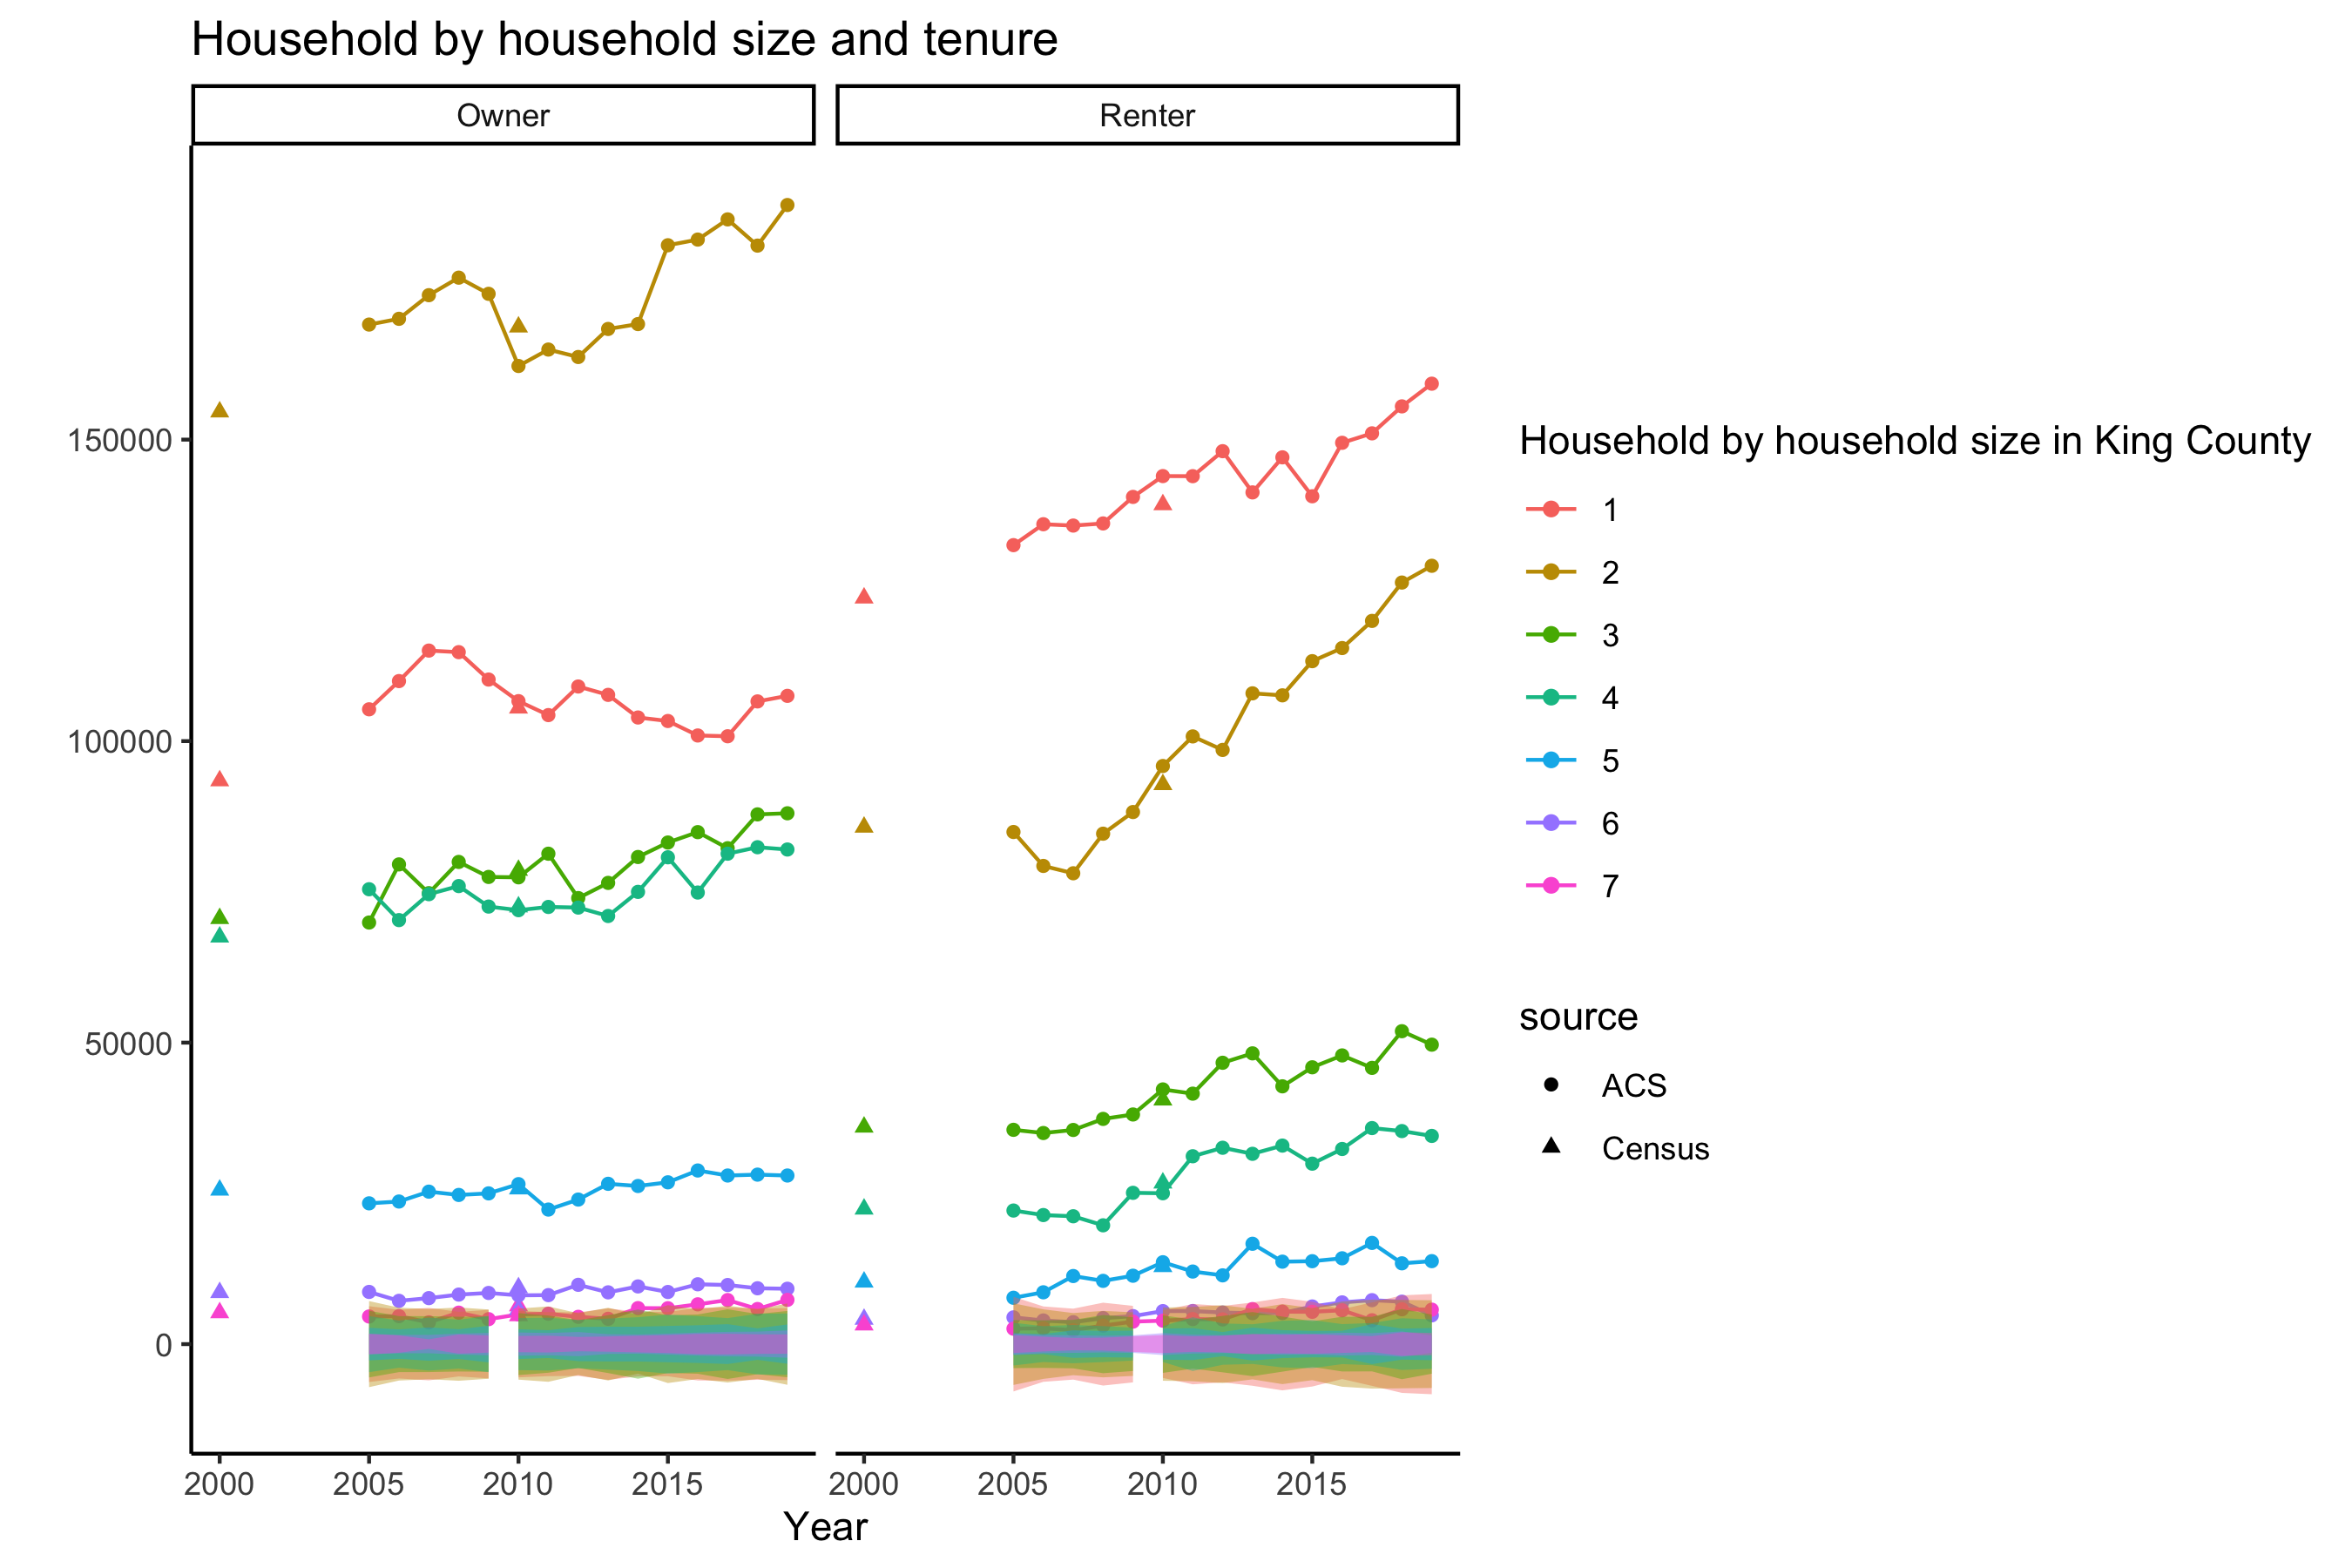 Household by household size and tenure
Owner
Renter
150000
100000
50000
0
2000
2005
2010
2015
2000
2005
2010
2015
Year
Household by household size in King County
1
2
3
4
5
6
7
source
ACS
Census